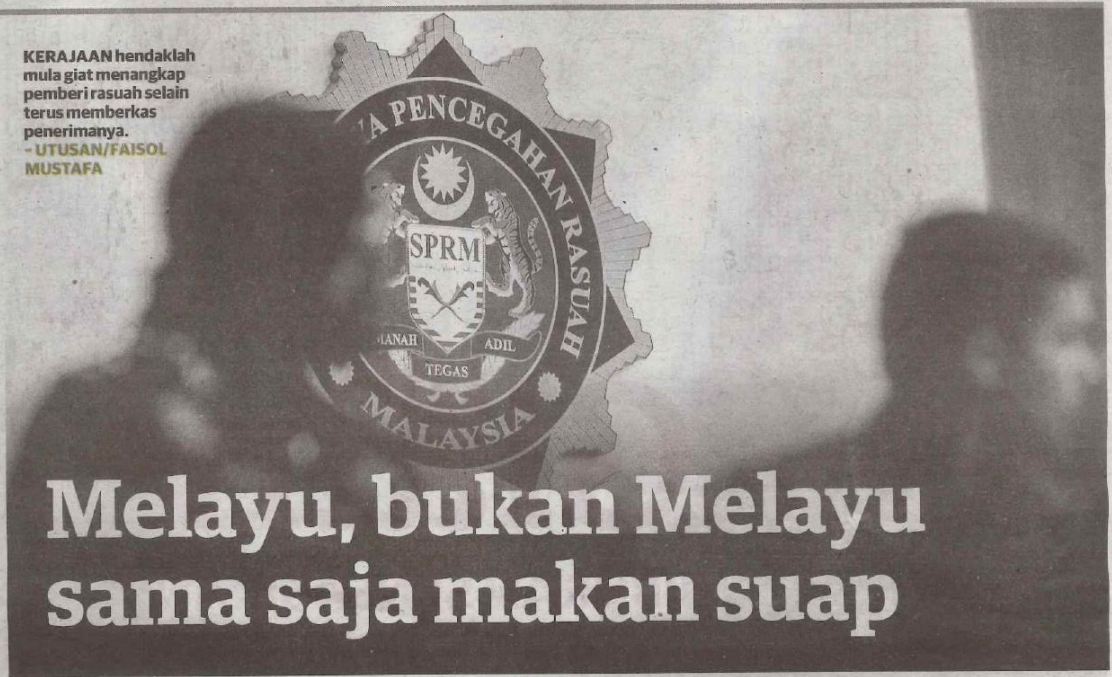 KERAJAAN hendaklah
mula giat menangkap
pemberi rasuah selain
terus memberkas
penerimanya.
- UTUSAN/FAISOL
MUSTAFA
PENCEGAHAN RASUAH
SPRM
ADIL
TEGAS
MALAYSIA
Melayu, bukan Melayu
sama saja makan suap